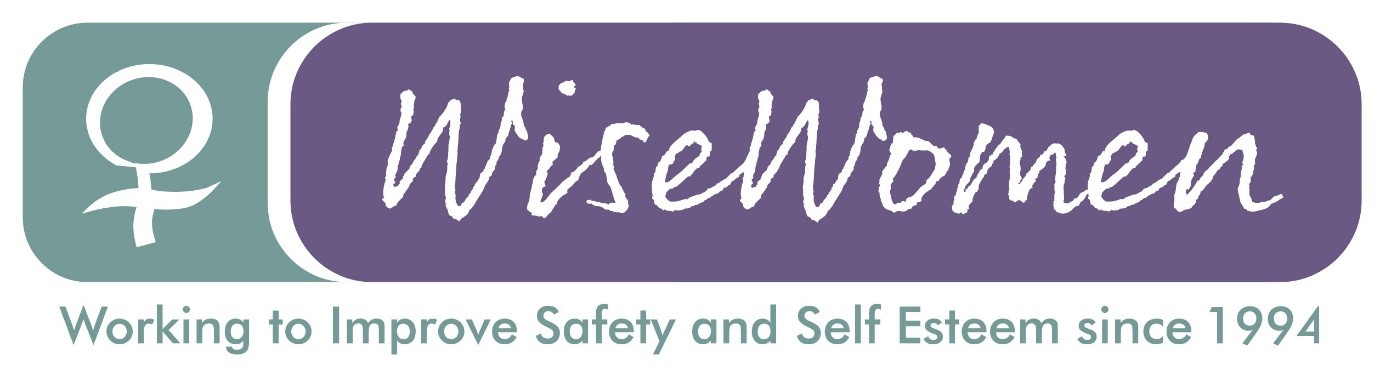 WiseWomen
Working to Improve Safety and Self Esteem since 1994